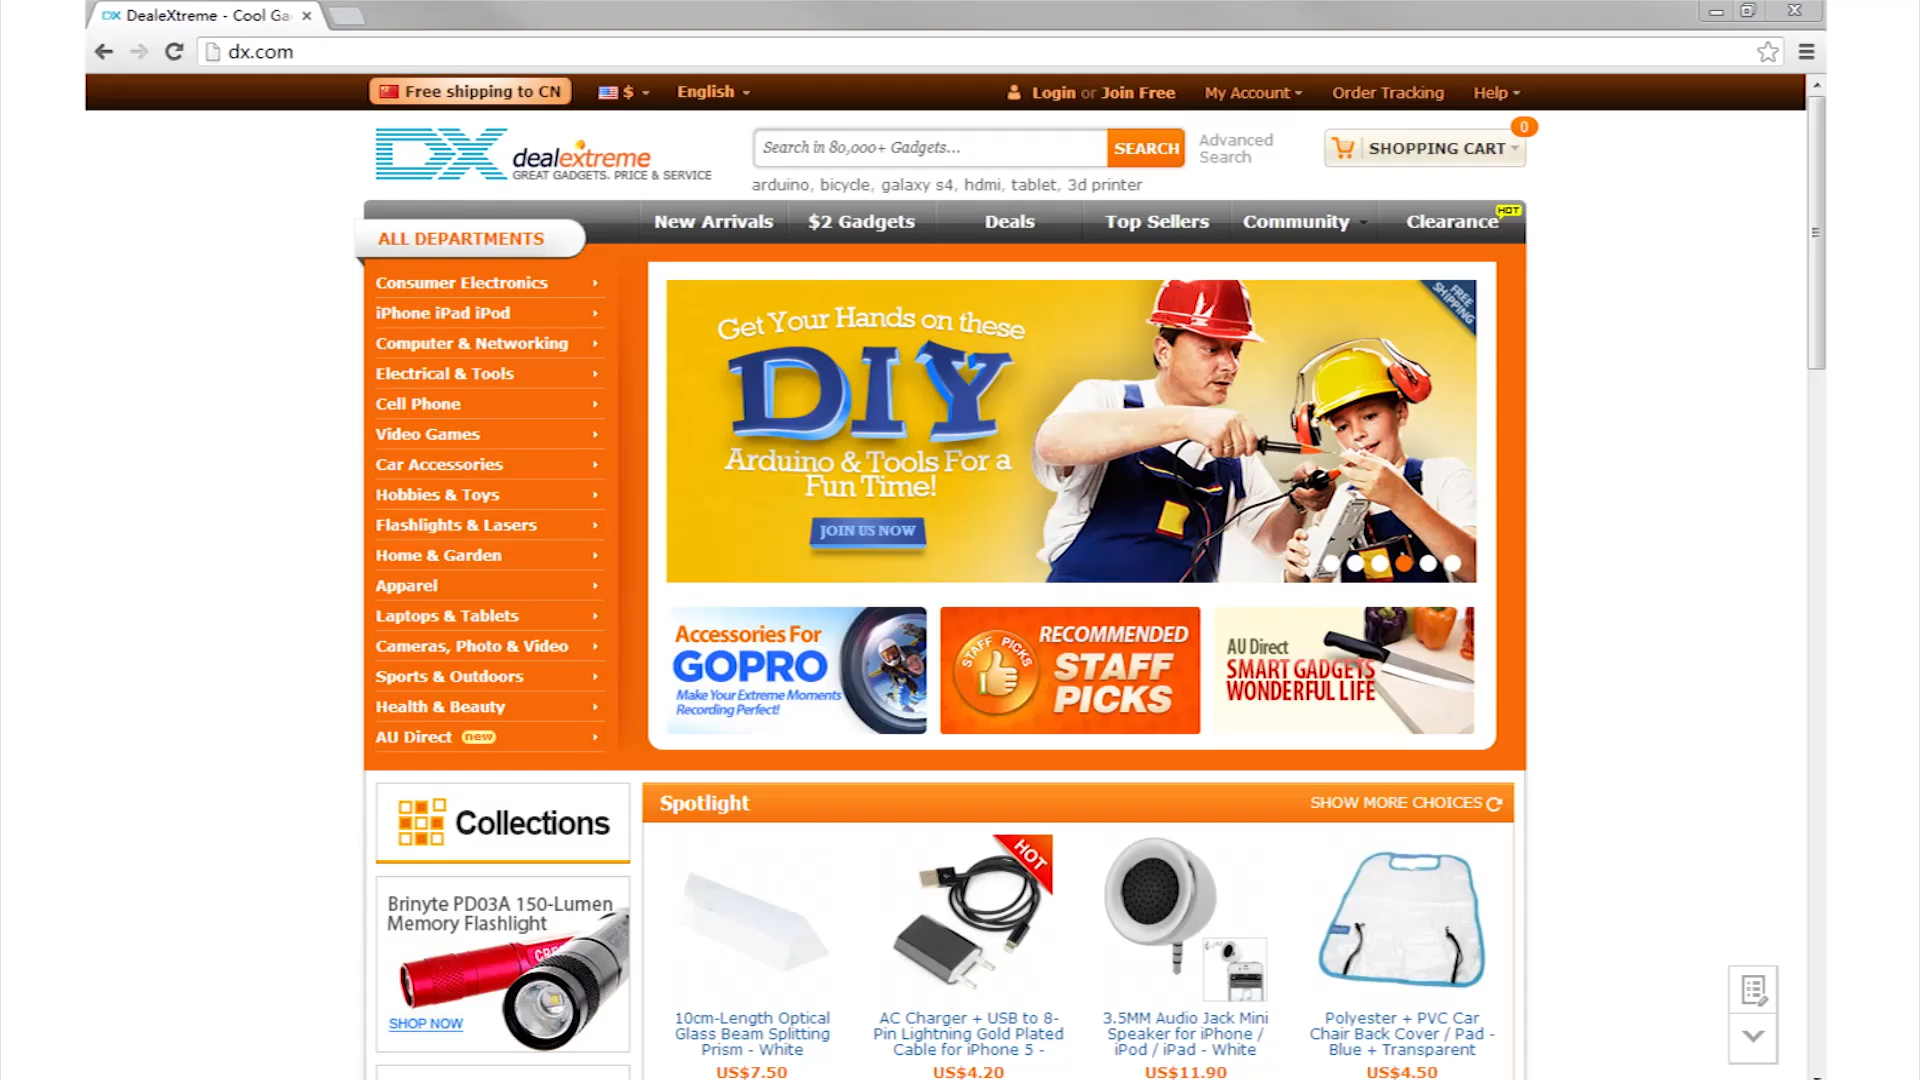 DX DealeXtreme - Cool Ga
dx.com
Free shipping to CN
$
English
Login or Join Free
My Account
Order Tracking
Help
DX dealextreme
GREAT GADGETS. PRICE & SERVICE
Search in 80,000+ Gadgets...
SEARCH
Advanced
Search
SHOPPING CART
0
arduino, bicycle, galaxy s4, hdmi, tablet, 3d printer
ALL DEPARTMENTS
New Arrivals
$2 Gadgets
Deals
Top Sellers
Community
Clearance
HOT
Consumer Electronics
iPhone iPad iPod
Computer & Networking
Electrical & Tools
Cell Phone
Video Games
Car Accessories
Hobbies & Toys
Flashlights & Lasers
Home & Garden
Apparel
Laptops & Tablets
Cameras, Photo & Video
Sports & Outdoors
Health & Beauty
AU Direct new
Get Your Hands on these
DIY
Arduino & Tools For a
Fun Time!
JOIN US NOW
FREE
SHIPPING
Accessories For
GOPRO
Make Your Extreme Moments
Recording Perfect!
STAFF PICKS
RECOMMENDED
STAFF
PICKS
AU Direct
SMART GADGETS
WONDERFUL LIFE
Collections
Brinyte PD03A 150-Lumen
Memory Flashlight
SHOP NOW
Spotlight
SHOW MORE CHOICES
HOT
10cm-Length Optical
Glass Beam Splitting
Prism - White
US$7.50
AC Charger + USB to 8-
Pin Lightning Gold Plated
Cable for iPhone 5 -
US$4.20
3.5MM Audio Jack Mini
Speaker for iPhone /
iPod / iPad - White
US$11.90
Polyester + PVC Car
Chair Back Cover / Pad -
Blue + Transparent
US$4.50